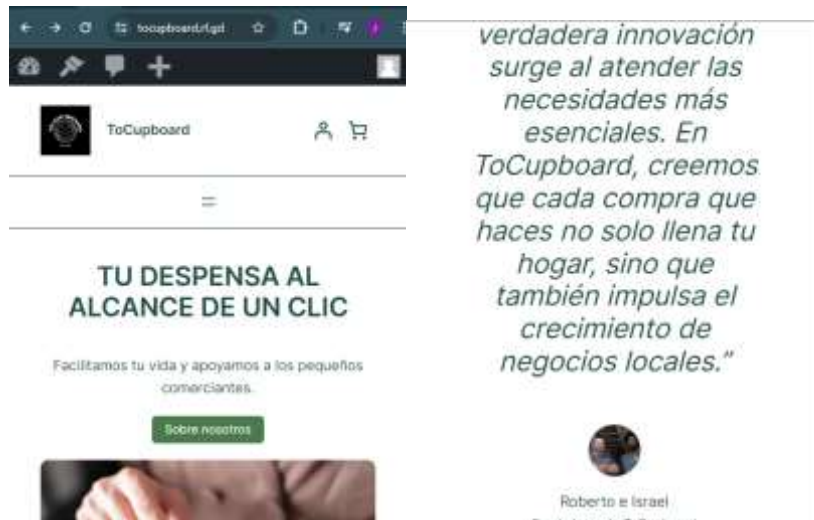 tocupboard.rf.gd
ToCupboard
TU DESPENSA AL
ALCANCE DE UN CLIC
Facilitamos tu vida y apoyamos a los pequeños
comerciantes.
Sobre nosotros
verdadera innovación
surge al atender las
necesidades más
esenciales. En
ToCupboard, creemos
que cada compra que
haces no solo llena tu
hogar, sino que
también impulsa el
crecimiento de
negocios locales.”
Roberto e Israel